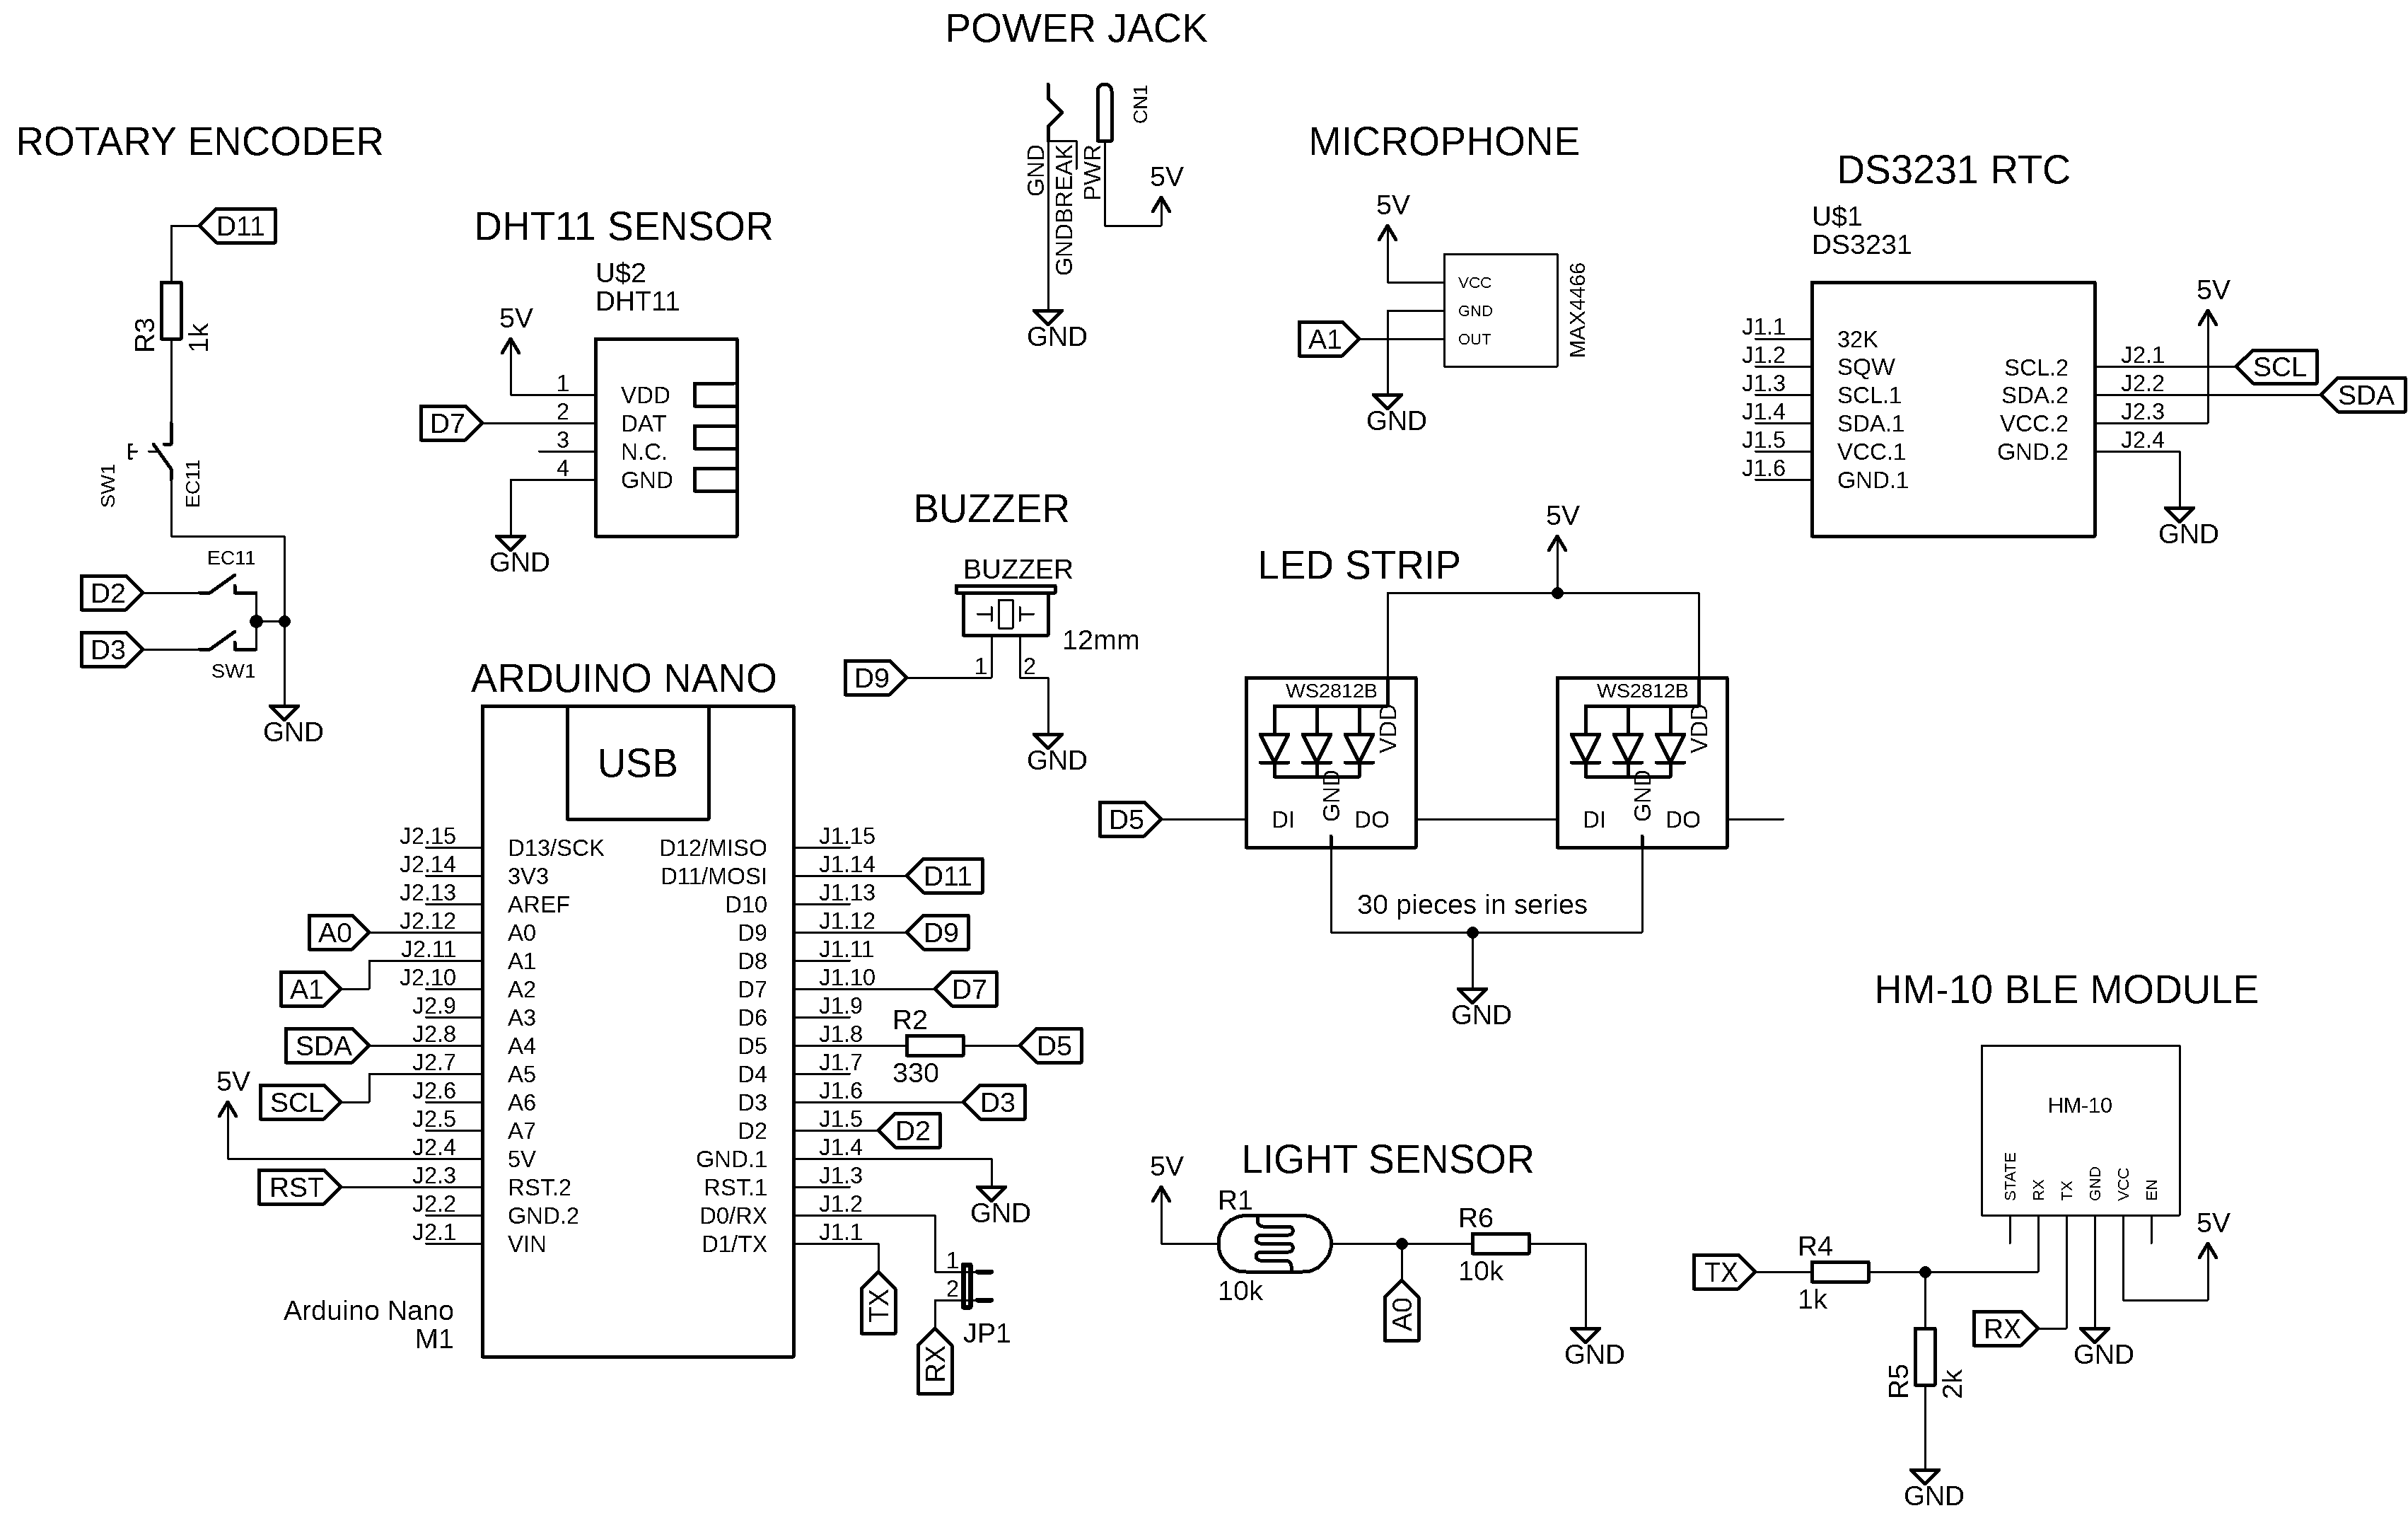 POWER JACK
CN1
GND
GNDBREAK
PWR
5V
GND
ROTARY ENCODER
D11
R3
1k
SW1
EC11
EC11
D2
D3
SW1
GND
DHT11 SENSOR
U$2
DHT11
5V
D7
1 VDD
2 DAT
3 N.C.
4 GND
GND
MICROPHONE
5V
VCC
GND
OUT
A1
MAX4466
GND
DS3231 RTC
U$1
DS3231
5V
J1.1 32K
J1.2 SQW
J1.3 SCL.1
J1.4 SDA.1
J1.5 VCC.1
J1.6 GND.1
SCL.2 J2.1 SCL
SDA.2 J2.2 SDA
VCC.2 J2.3
GND.2 J2.4
GND
BUZZER
BUZZER
12mm
D9
1
2
GND
LED STRIP
5V
WS2812B
VDD
GND
DI
DO
WS2812B
VDD
GND
DI
DO
D5
30 pieces in series
GND
ARDUINO NANO
USB
J2.15 D13/SCK
J2.14 3V3
J2.13 AREF
A0 J2.12 A0
J2.11 A1
A1
J2.10 A2
J2.9 A3
SDA J2.8 A4
J2.7 A5
5V
SCL
J2.6 A6
J2.5 A7
J2.4 5V
RST J2.3 RST.2
J2.2 GND.2
J2.1 VIN
D12/MISO J1.15
D11/MOSI J1.14 D11
D10 J1.13
D9 J1.12 D9
D8 J1.11
D7 J1.10 D7
D6 J1.9
D5 J1.8
R2
330
D5
D4 J1.7
D3 J1.6 D3
D2 J1.5 D2
GND.1 J1.4
RST.1 J1.3
GND
D0/RX J1.2
D1/TX J1.1
1
2
TX
RX
JP1
Arduino Nano
M1
LIGHT SENSOR
5V
R1
10k
A0
R6
10k
GND
HM-10 BLE MODULE
HM-10
STATE
RX
TX
GND
VCC
EN
5V
TX
R4
1k
RX
GND
R5
2k
GND